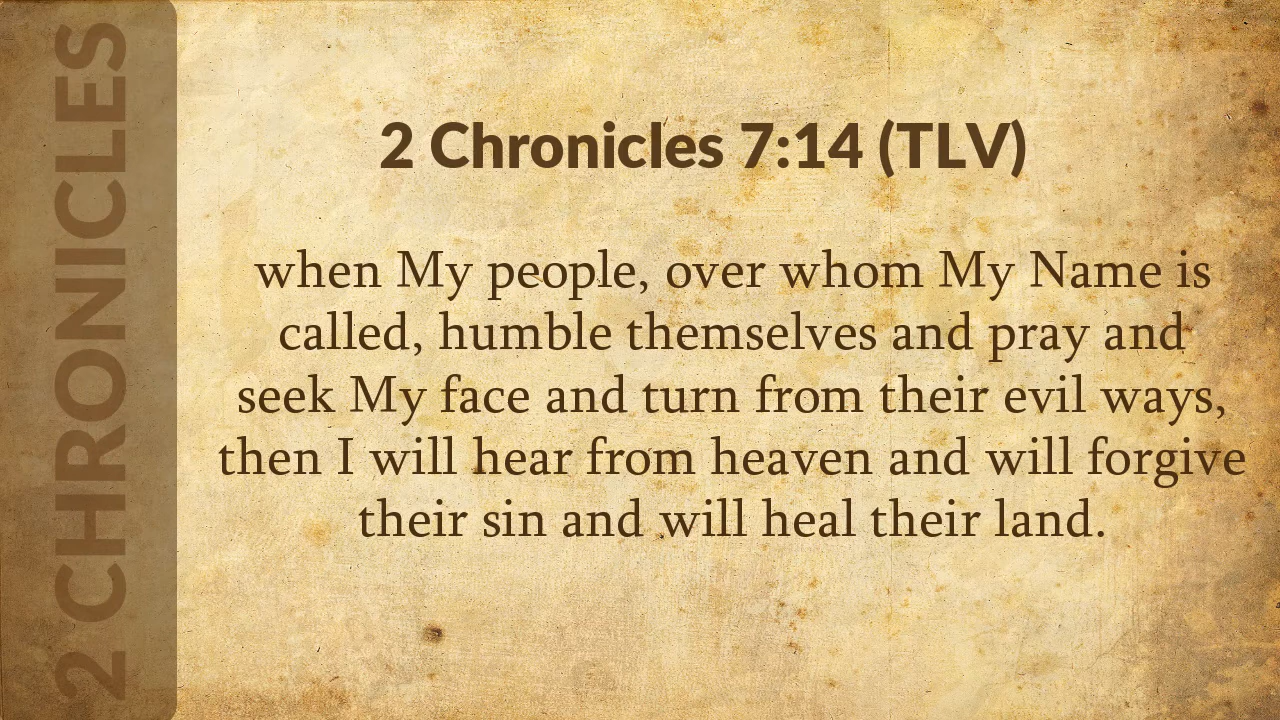 2 CHRONICLES
2 Chronicles 7:14 (TLV)
when My people, over whom My Name is
called, humble themselves and pray and
seek My face and turn from their evil ways,
then I will hear from heaven and will forgive
their sin and will heal their land.